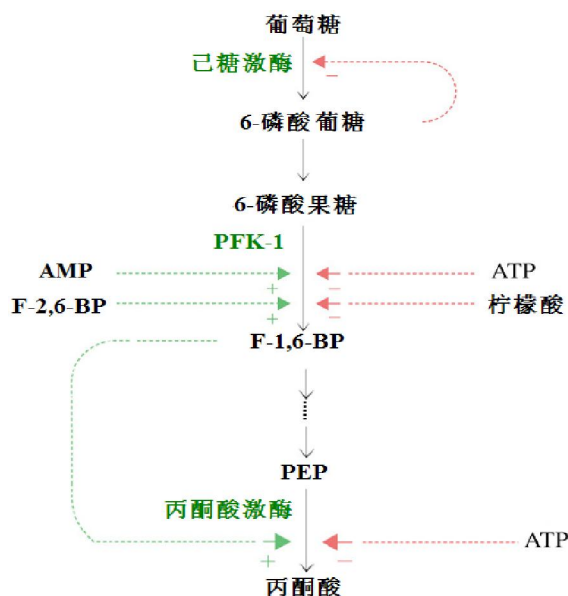 葡萄糖
己糖激酶
−
6-磷酸葡糖
6-磷酸果糖
PFK-1
AMP
ATP
+
−
F-2,6-BP
柠檬酸
+
−
F-1,6-BP
PEP
丙酮酸激酶
ATP
+
−
丙酮酸